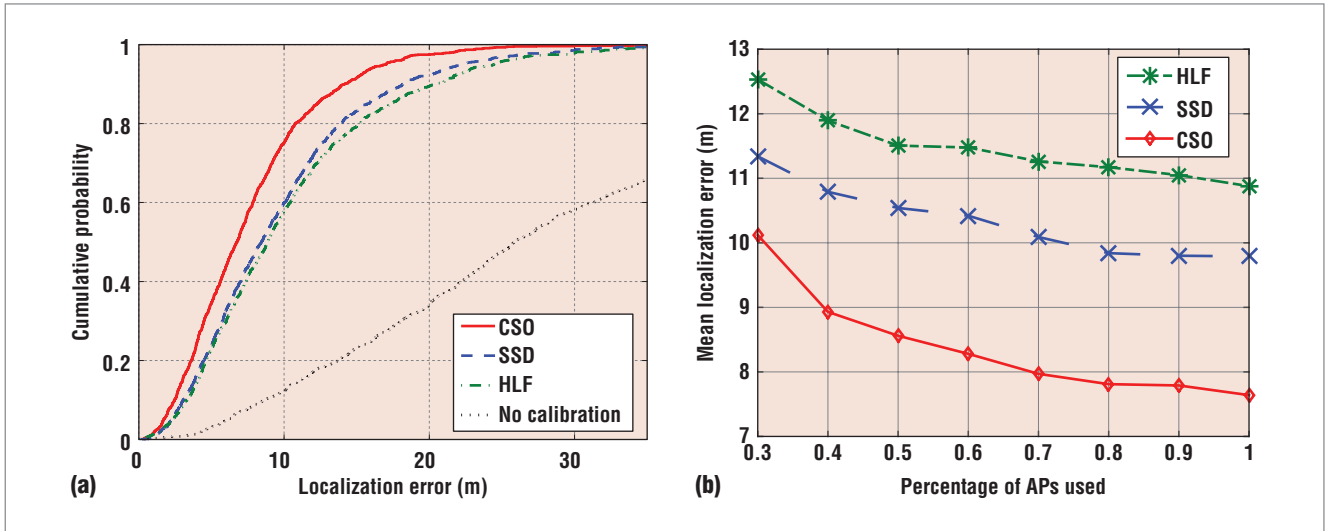 1
0.8
0.6
0.4
0.2
0
Cumulative probability
CSO
SSD
HLF
No calibration
0 10 20 30
(a) Localization error (m)
13
12
11
10
9
8
7
Mean localization error (m)
HLF
SSD
CSO
0.3 0.4 0.5 0.6 0.7 0.8 0.9 1
(b) Percentage of APs used